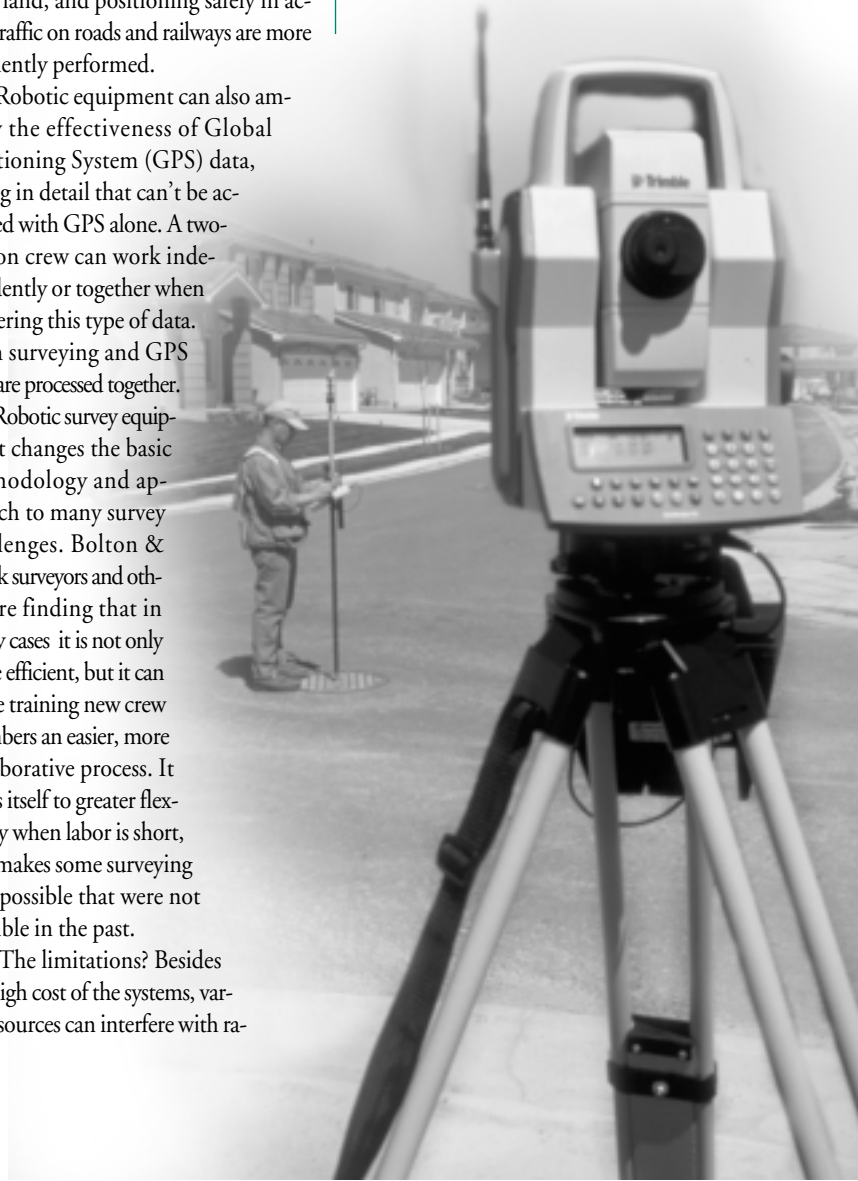 land, and positioning safely in ac-
raffic on roads and railways are more
ently performed.
Robotic equipment can also am-
the effectiveness of Global
tioning System (GPS) data,
g in detail that can’t be ac-
ed with GPS alone. A two-
on crew can work inde-
lently or together when
ering this type of data.
n surveying and GPS
are processed together.
Robotic survey equip-
t changes the basic
hodology and ap-
ch to many survey
lenges. Bolton &
k surveyors and oth-
re finding that in
y cases it is not only
e efficient, but it can
e training new crew
bers an easier, more
borative process. It
s itself to greater flex-
y when labor is short,
makes some surveying
possible that were not
ble in the past.
The limitations? Besides
igh cost of the systems, var-
sources can interfere with ra-
Trimble